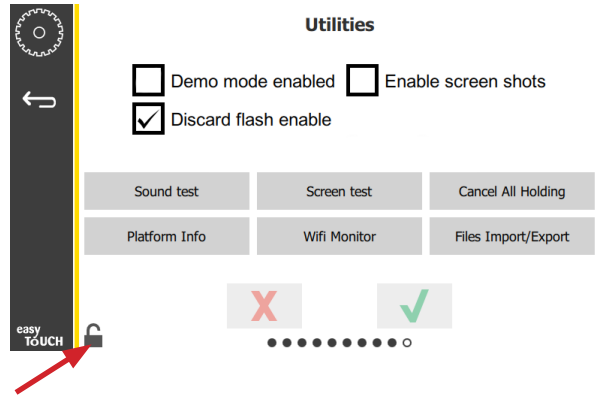 Utilities
Demo mode enabled Enable screen shots
Discard flash enable
Sound test Screen test Cancel All Holding
Platform Info Wifi Monitor Files Import/Export
easy
TOUCH